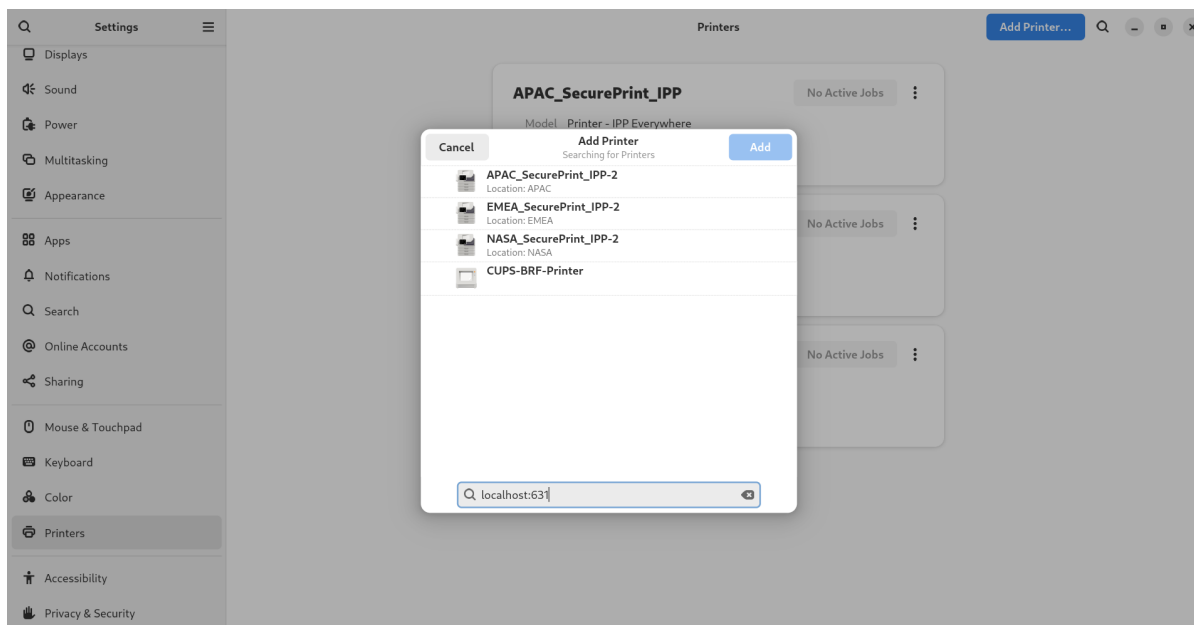 Settings
Displays
Sound
Power
Multitasking
Appearance
Apps
Notifications
Search
Online Accounts
Sharing
Mouse & Touchpad
Keyboard
Color
Printers
Accessibility
Privacy & Security
Printers
Add Printer...
APAC_SecurePrint_IPP
No Active Jobs
Model Printer - IPP Everywhere
No Active Jobs
No Active Jobs
Cancel
Add Printer
Searching for Printers
Add
APAC_SecurePrint_IPP-2
Location: APAC
EMEA_SecurePrint_IPP-2
Location: EMEA
NASA_SecurePrint_IPP-2
Location: NASA
CUPS-BRF-Printer
localhost:631